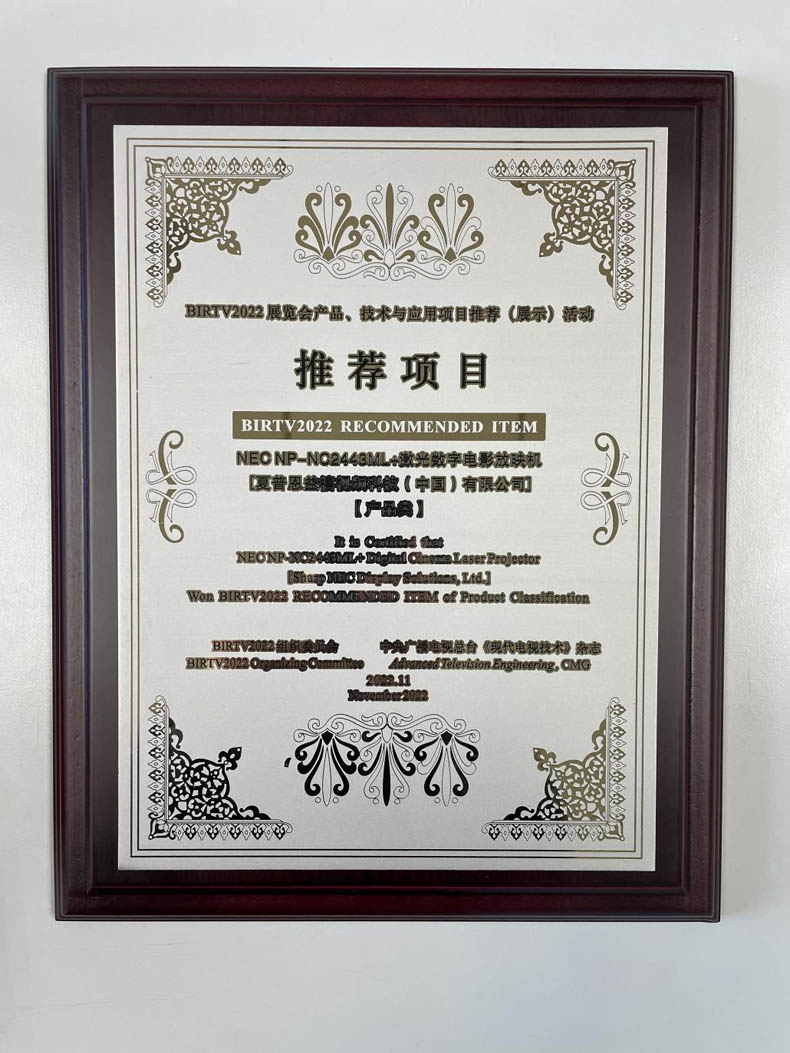 BIRTV2022 展览会产品、技术与应用项目推荐（展示）活动
推荐项目
BIRTV2022 RECOMMENDED ITEM
NEC NP-NC2443ML+激光数字电影放映机
[夏普恩益禧视频科技（中国）有限公司]
【产品类】
It is Certified that
NEC NP-NC2443ML+ Digital Cinema Laser Projector
[Sharp NEC Display Solutions, Ltd.]
Won BIRTV2022 RECOMMENDED ITEM of Product Classification
BIRTV2022 组织委员会 中央广播电视总台《现代电视技术》杂志
BIRTV2022 Organizing Committee Advanced Television Engineering, CMG
2022.11
November 2022